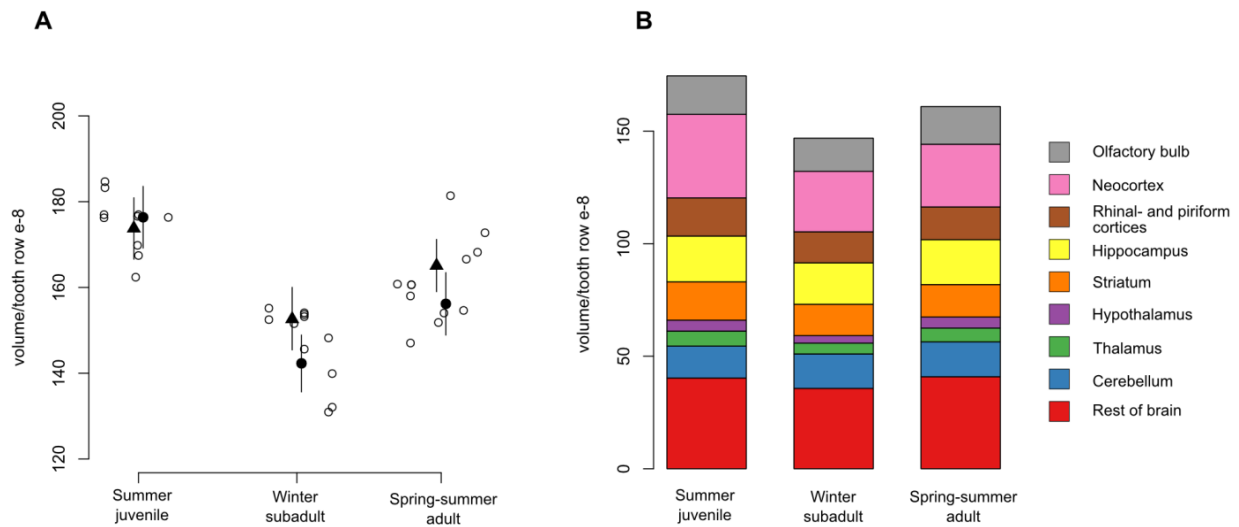 A
volume/tooth row e-8
200
180
160
140
120
Summer
juvenile
Winter
subadult
Spring-summer
adult
B
volume/tooth row e-8
150
100
50
0
Summer
juvenile
Winter
subadult
Spring-summer
adult
Olfactory bulb
Neocortex
Rhinal- and piriform
cortices
Hippocampus
Striatum
Hypothalamus
Thalamus
Cerebellum
Rest of brain